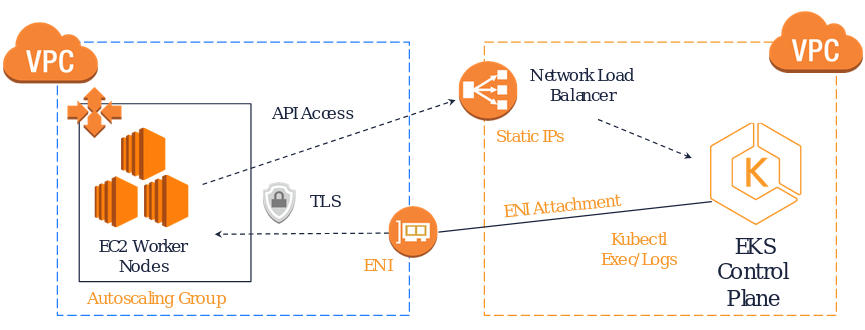 VPC
VPC
Network Load
Balancer
API Access
Static IPs
K
TLS
ENI Attachment
EC2 Worker
Nodes
ENI
Kubectl
Exec/Logs
EKS
Control
Plane
Autoscaling Group